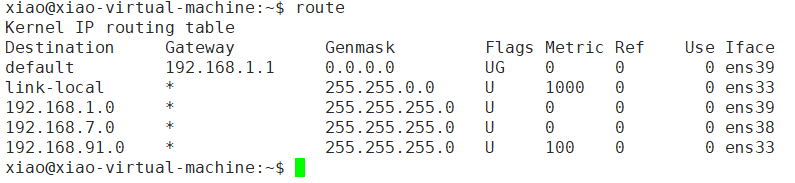 xiao@xiao-virtual-machine:~$ route
Kernel IP routing table
Destination     Gateway         Genmask         Flags Metric Ref    Use Iface
default         192.168.1.1     0.0.0.0         UG    0      0        0 ens39
link-local      *               255.255.0.0     U     1000   0        0 ens33
192.168.1.0     *               255.255.255.0   U     0      0        0 ens39
192.168.7.0     *               255.255.255.0   U     0      0        0 ens38
192.168.91.0    *               255.255.255.0   U     100    0        0 ens33
xiao@xiao-virtual-machine:~$